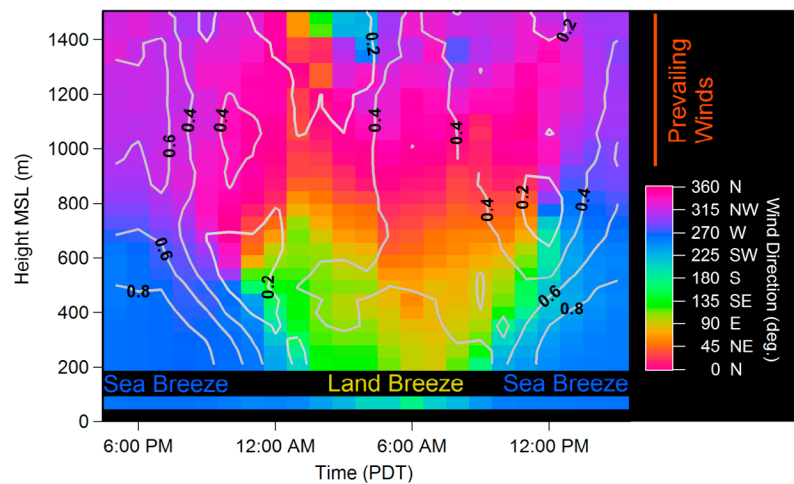 1400
1200
1000
800
600
400
200
0
Height MSL (m)
0.2
0.2
0.4
0.4
0.4
0.4
0.6
0.4
0.2
0.4
0.6
0.8
0.2
0.6
0.8
Sea Breeze
Land Breeze
Sea Breeze
6:00 PM
12:00 AM
6:00 AM
12:00 PM
Time (PDT)
Prevailing
Winds
360 N
315 NW
270 W
225 SW
180 S
135 SE
90 E
45 NE
0 N
Wind Direction (deg.)